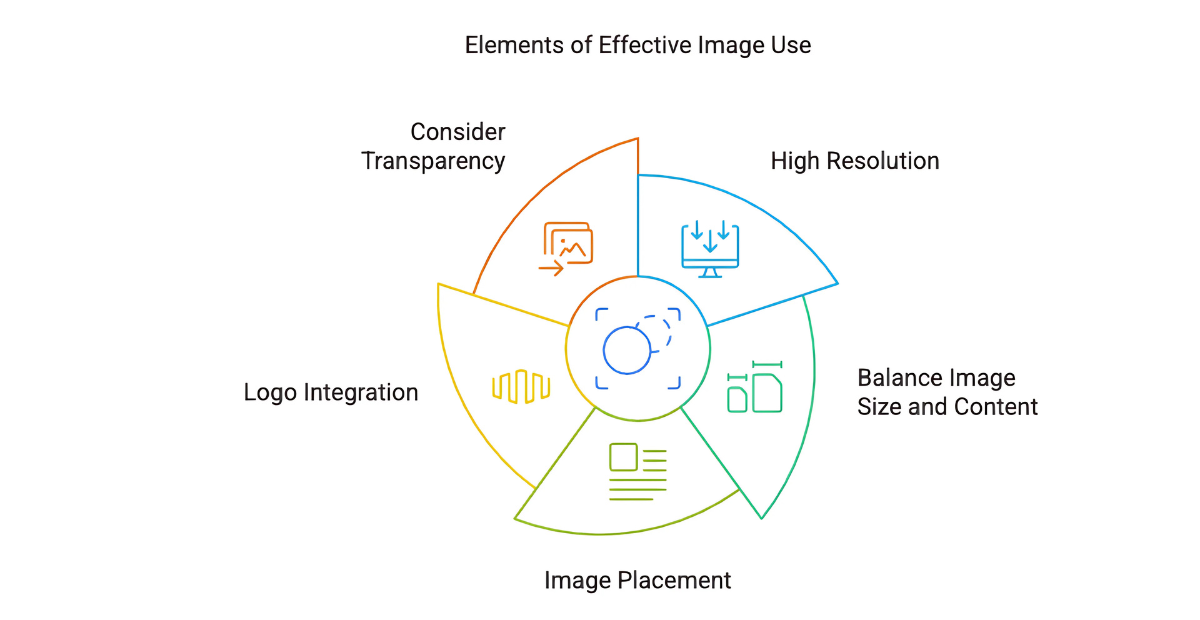 Elements of Effective Image Use
Consider
Transparency
High Resolution
Logo Integration
Balance Image
Size and Content
Image Placement